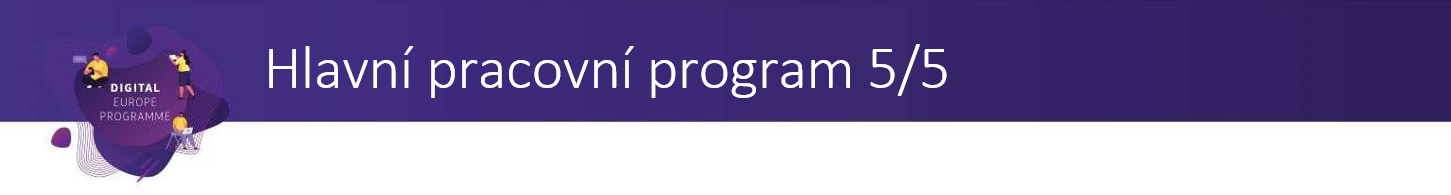 Hlavní pracovní program 5/5
DIGITAL
EUROPE
PROGRAMME